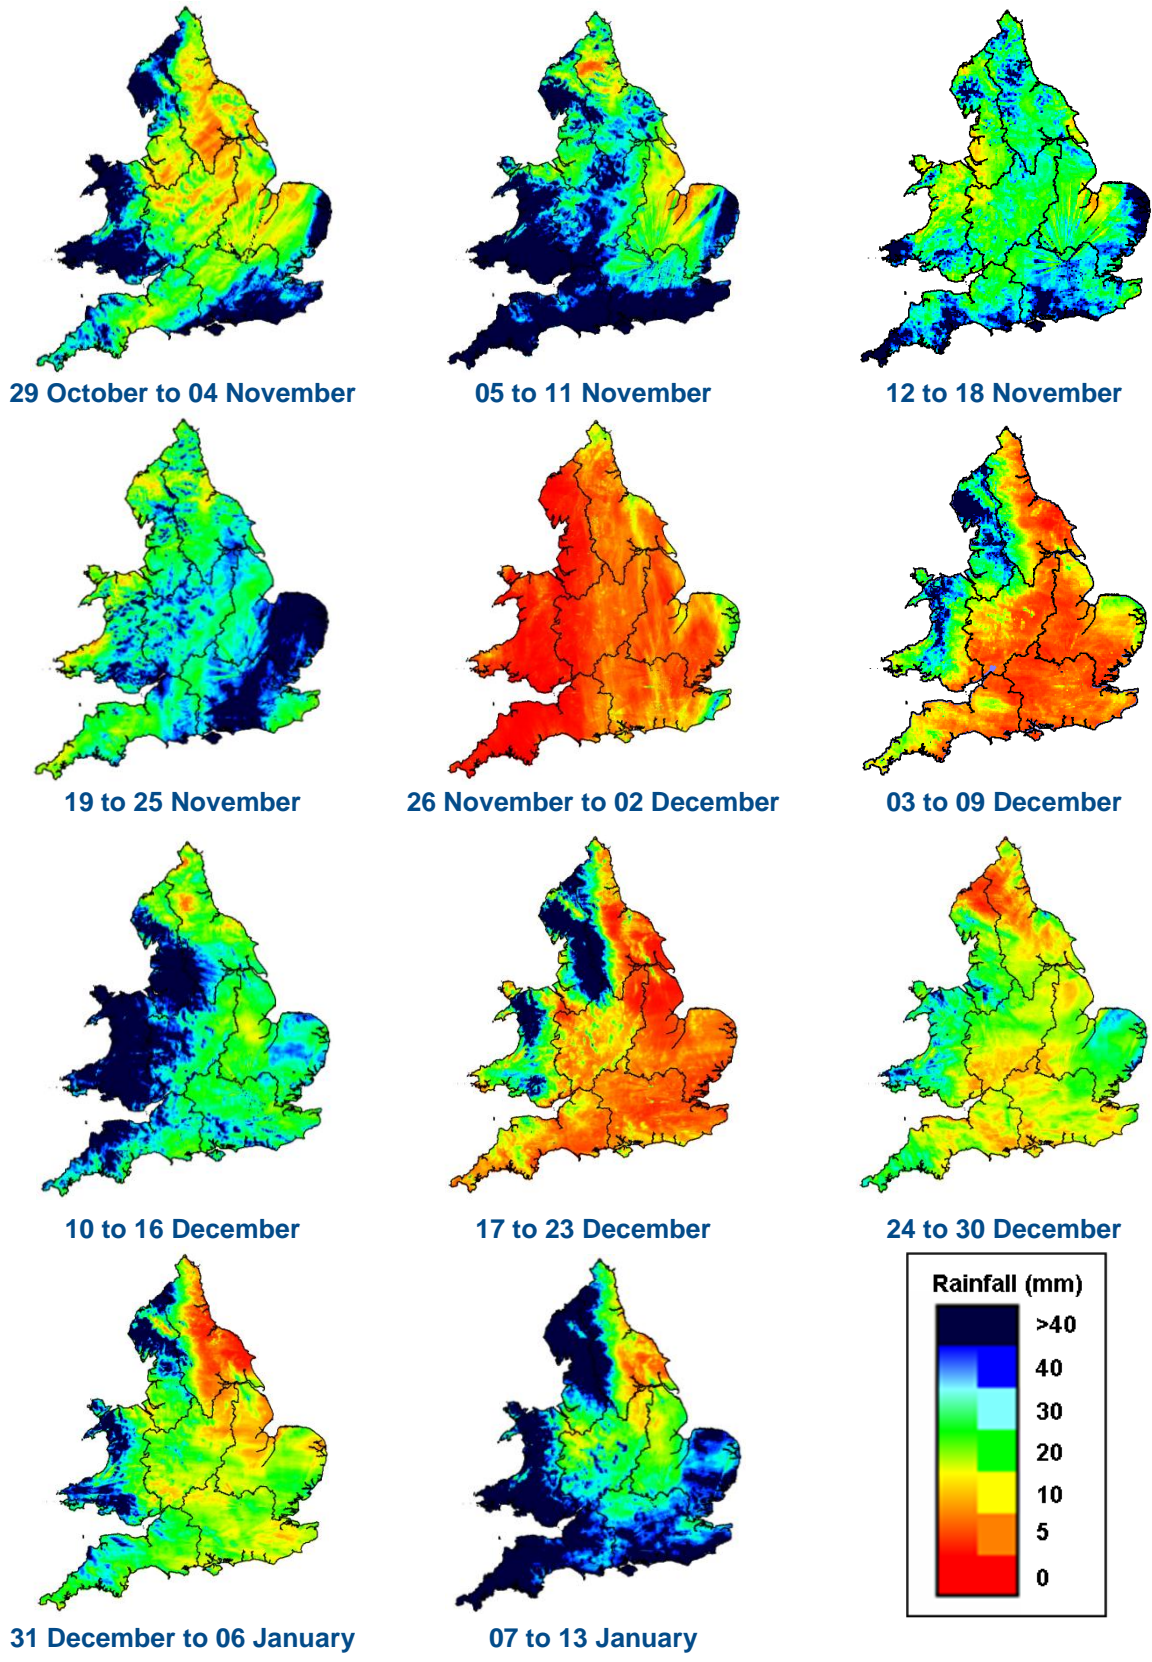 29 October to 04 November
05 to 11 November
12 to 18 November
19 to 25 November
26 November to 02 December
03 to 09 December
10 to 16 December
17 to 23 December
24 to 30 December
Rainfall (mm)
>40
40
30
20
10
5
0
31 December to 06 January
07 to 13 January